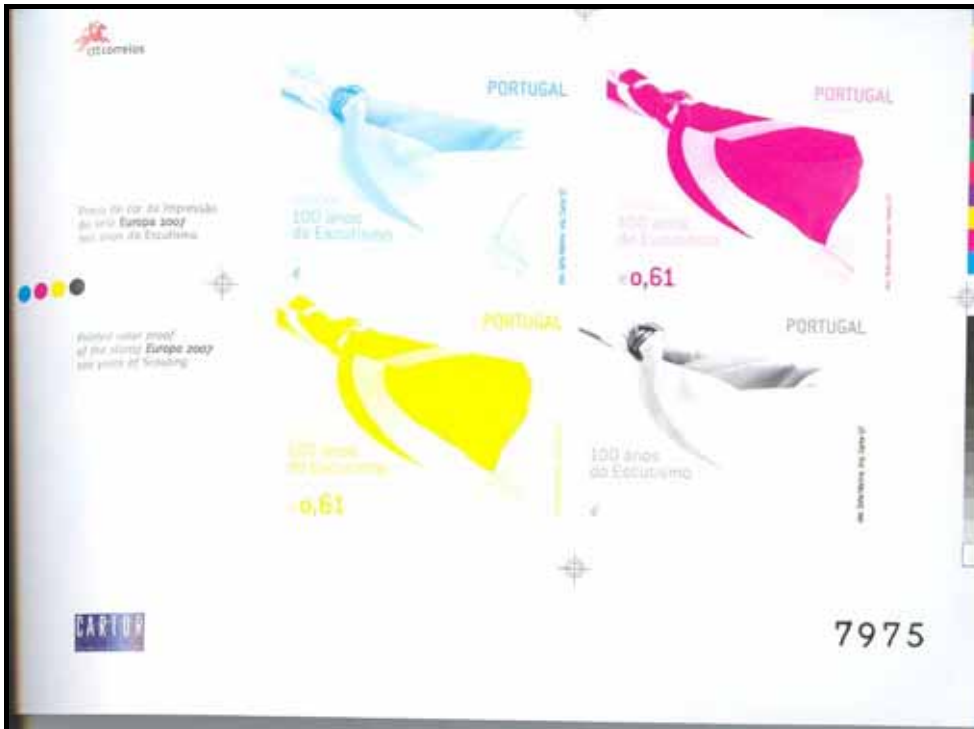 ctt correios
PORTUGAL
100 anos
do Escutismo
€
PORTUGAL
100 anos
do Escutismo
€ 0,61
Prova de cor da impressão
do selo Europa 2007
100 anos do Escutismo
PORTUGAL
100 anos
do Escutismo
€ 0,61
PORTUGAL
100 anos
do Escutismo
€
Printed color proof
of the stamp Europa 2007
100 years of Scouting
CARTOR
7975